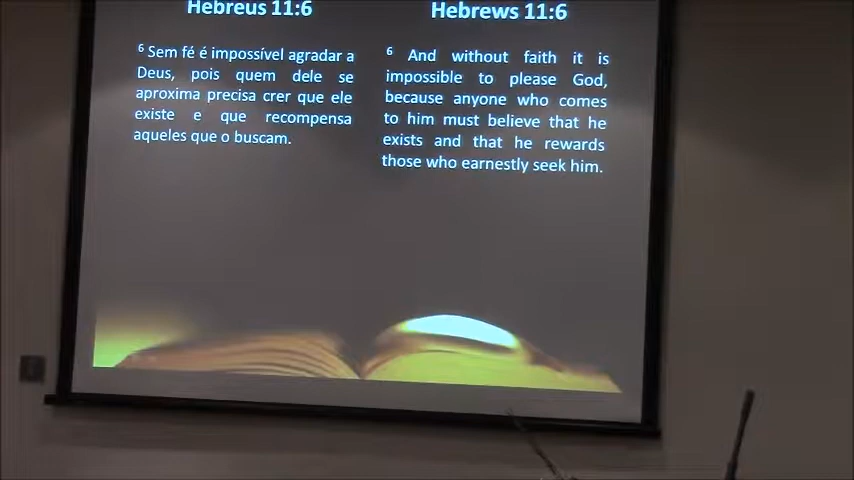 Hebreus 11:6
⁶ Sem fé é impossível agradar a
Deus, pois quem dele se
aproxima precisa crer que ele
existe e que recompensa
aqueles que o buscam.
Hebrews 11:6
⁶ And without faith it is
impossible to please God,
because anyone who comes
to him must believe that he
exists and that he rewards
those who earnestly seek him.